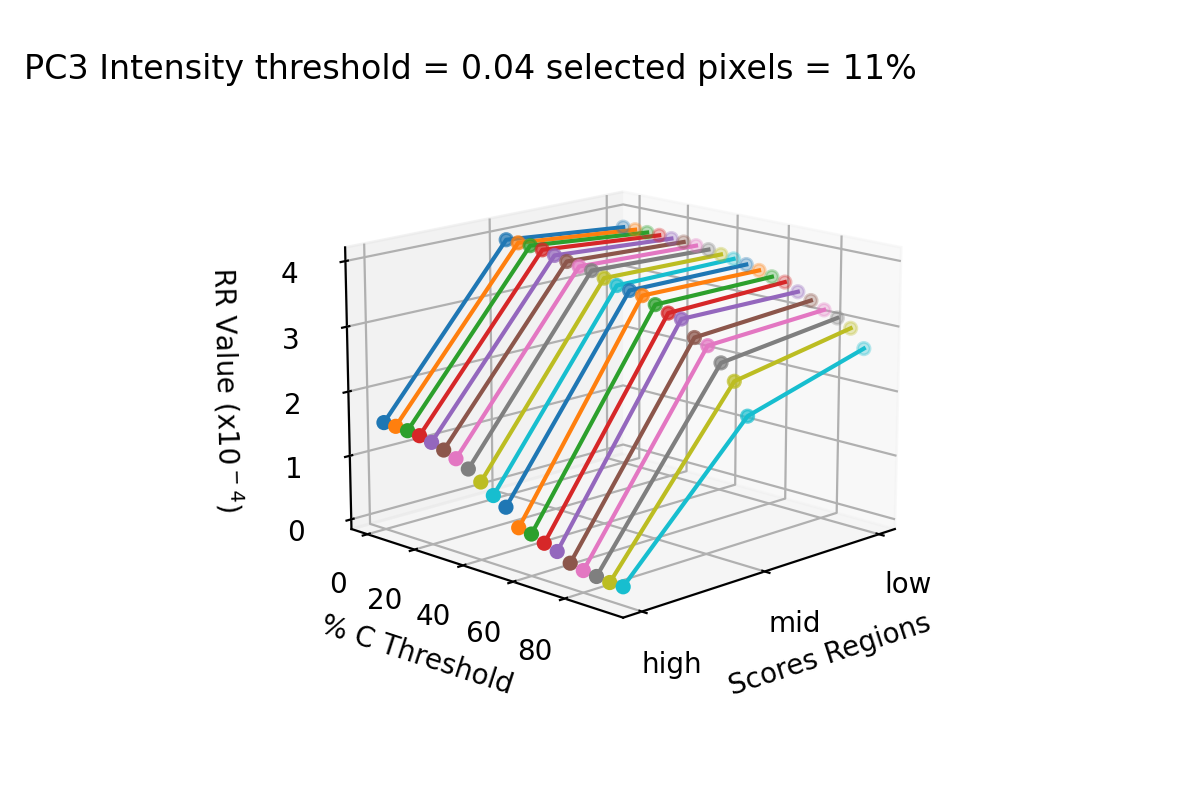 PC3 Intensity threshold = 0.04 selected pixels = 11%
4
3
2
1
0
RR Value (x10⁻⁴)
0
20
40
60
80
% C Threshold
high
mid
low
Scores Regions